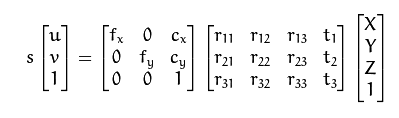 s [u v 1] = [f_x 0 c_x; 0 f_y c_y; 0 0 1] [r_11 r_12 r_13 t_1; r_21 r_22 r_23 t_2; r_31 r_32 r_33 t_3] [X Y Z 1]